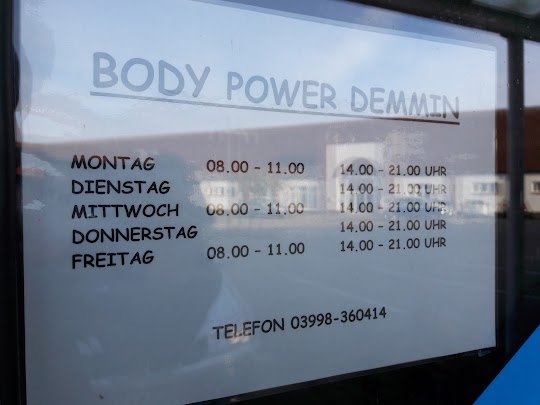 BODY POWER DEMMIN
MONTAG 08.00 - 11.00 14.00 - 21.00 UHR
DIENSTAG 14.00 - 21.00 UHR
MITTWOCH 08.00 - 11.00 14.00 - 21.00 UHR
DONNERSTAG 14.00 - 21.00 UHR
FREITAG 08.00 - 11.00 14.00 - 21.00 UHR
TELEFON 03998-360414